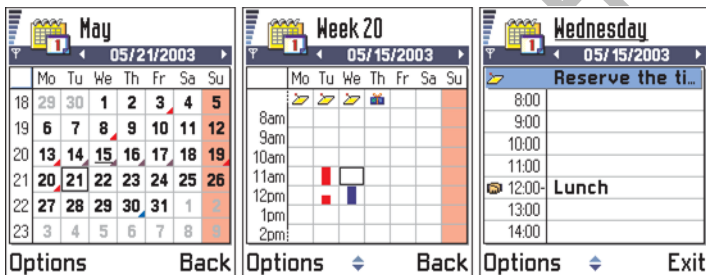 May
05/21/2003
Mo Tu We Th Fr Sa Su
18 29 30 1 2 3 4 5
19 6 7 8 9 10 11 12
20 13 14 15 16 17 18 19
21 20 21 22 23 24 25 26
22 27 28 29 30 31 1 2
23 3 4 5 6 7 8 9
Options Back
Week 20
05/15/2003
Mo Tu We Th Fr Sa Su
8am
9am
10am
11am
12pm
1pm
2pm
Options Back
Wednesday
05/15/2003
Reserve the ti...
8:00
9:00
10:00
11:00
12:00- Lunch
13:00
14:00
Options Exit